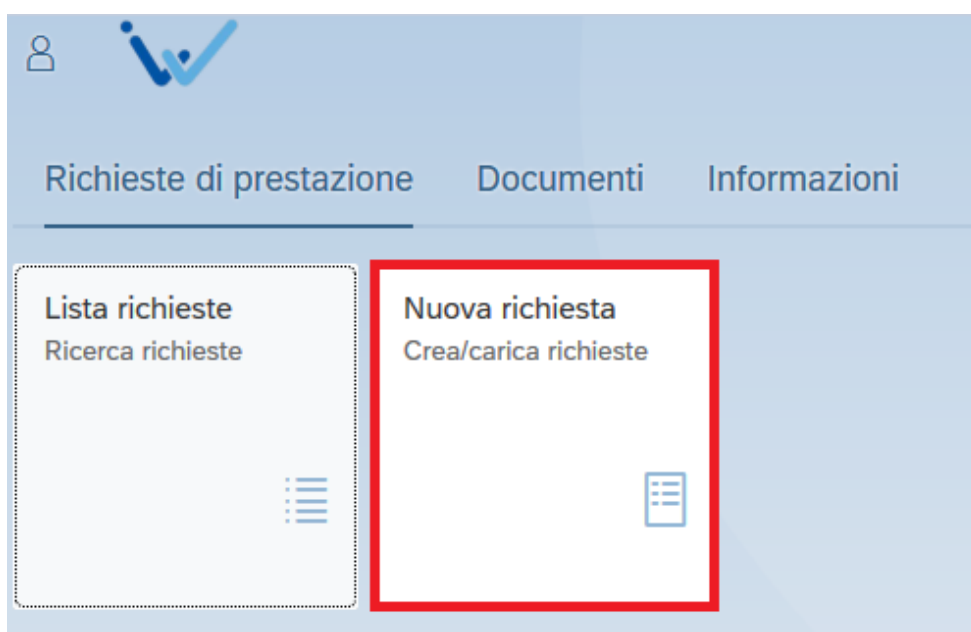 Richieste di prestazione Documenti Informazioni
Lista richieste
Ricerca richieste
Nuova richiesta
Crea/carica richieste